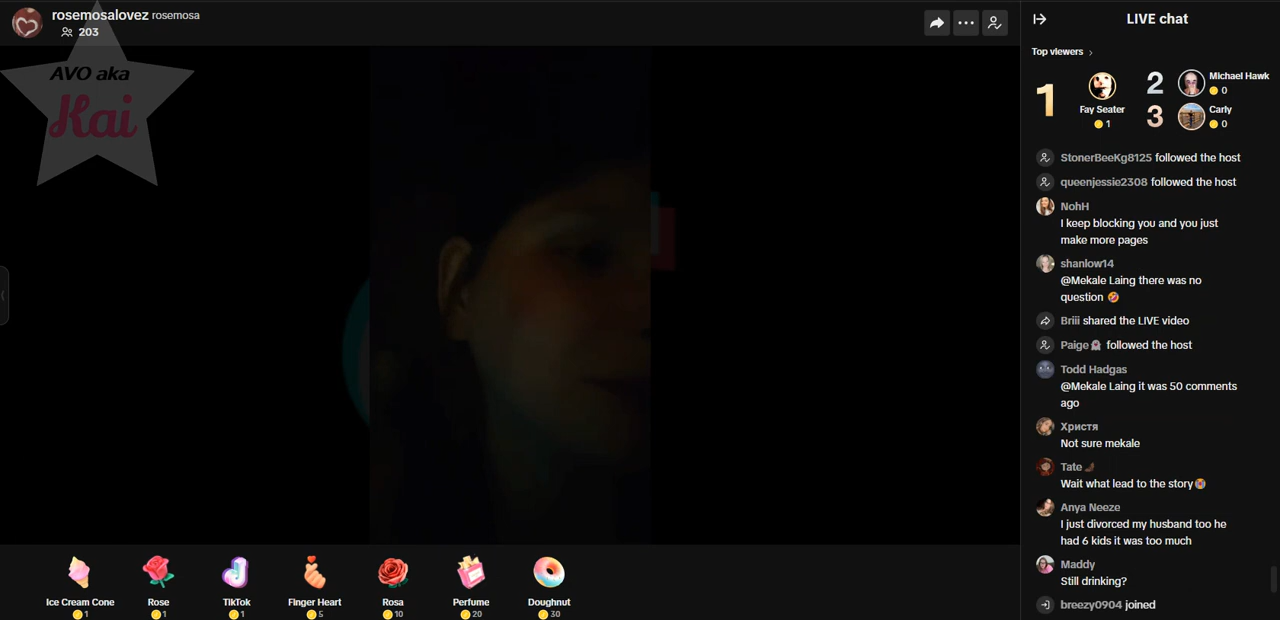 rosemosalovez rosemosa
203
AVO aka
Kai
LIVE chat
Top viewers
1
Fay Seater
1
2
Michael Hawk
0
3
Carly
0
StonerBeeKg8125 followed the host
queenjessie2308 followed the host
NohH
I keep blocking you and you just
make more pages
shanlow14
@Mekale Laing there was no
question 🤣
Briii shared the LIVE video
Paige followed the host
Todd Hadgas
@Mekale Laing it was 50 comments
ago
Христя
Not sure mekale
Tate
Wait what lead to the story😭
Anya Neeze
I just divorced my husband too he
had 6 kids it was too much
Maddy
Still drinking?
breezy0904 joined
Ice Cream Cone
Rose
TikTok
Finger Heart
Rosa
Perfume
Doughnut
1
1
1
5
10
20
30